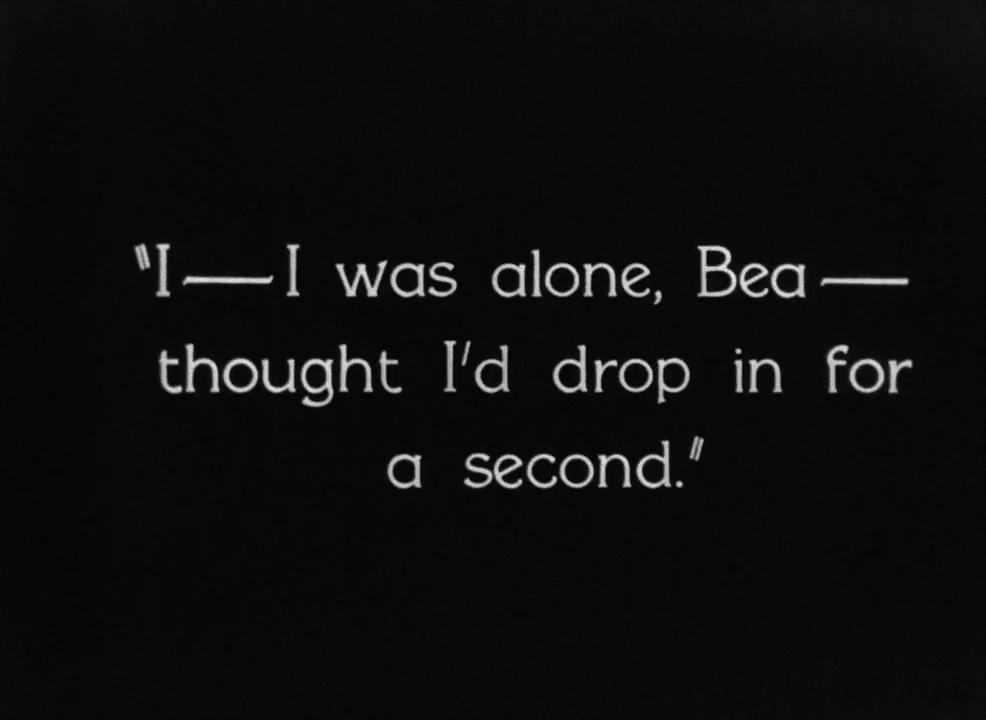 "I—I was alone, Bea—
thought I'd drop in for
a second."